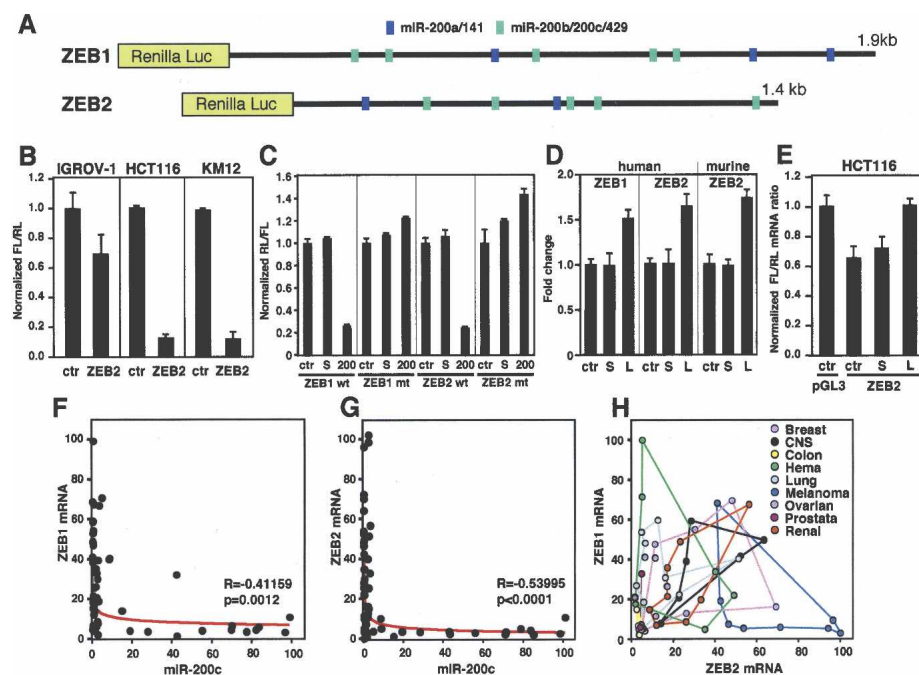 A
miR-200a/141 miR-200b/200c/429
ZEB1 Renilla Luc 1.9kb
ZEB2 Renilla Luc 1.4 kb
B
IGROV-1 HCT116 KM12
Normalized FL/RL
1.2
1.0
0.8
0.6
0.4
0.2
0.0
ctr ZEB2 ctr ZEB2 ctr ZEB2
C
Normalized RL/FL
1.6
1.4
1.2
1.0
0.8
0.6
0.4
0.2
0
ctr S 200 ctr S 200 ctr S 200 ctr S 200
ZEB1 wt ZEB1 mt ZEB2 wt ZEB2 mt
D
human murine
ZEB1 ZEB2 ZEB2
Fold change
2.0
1.5
1.0
0.5
0
ctr S L ctr S L ctr S L
E
HCT116
Normalized FL/RL mRNA ratio
1.2
1.0
0.8
0.6
0.4
0.2
0.0
ctr ctr S L
pGL3 ZEB2
F
ZEB1 mRNA
100
80
60
40
20
0
R=-0.41159
p=0.0012
0 20 40 60 80 100
miR-200c
G
ZEB2 mRNA
100
80
60
40
20
0
R=-0.53995
p<0.0001
0 20 40 60 80 100
miR-200c
H
ZEB1 mRNA
100
80
60
40
20
0
Breast
CNS
Colon
Hema
Lung
Melanoma
Ovarian
Prostata
Renal
0 20 40 60 80 100
ZEB2 mRNA